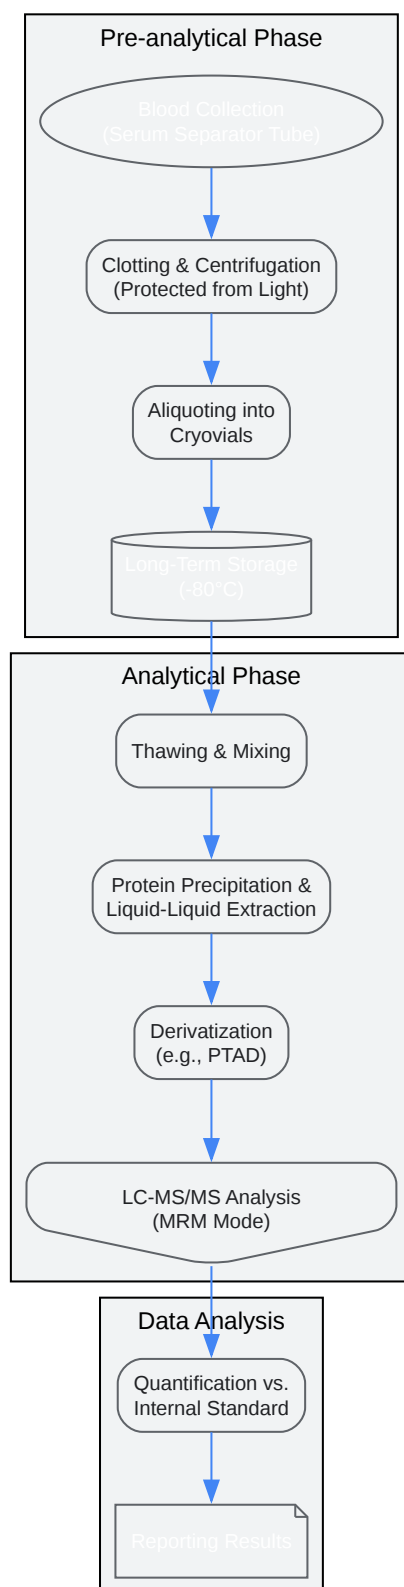 Pre-analytical Phase
Blood Collection
(Serum Separator Tube)
Clotting & Centrifugation
(Protected from Light)
Aliquoting into
Cryovials
Long-Term Storage
(-80°C)
Analytical Phase
Thawing & Mixing
Protein Precipitation &
Liquid-Liquid Extraction
Derivatization
(e.g., PTAD)
LC-MS/MS Analysis
(MRM Mode)
Data Analysis
Quantification vs.
Internal Standard
Reporting Results